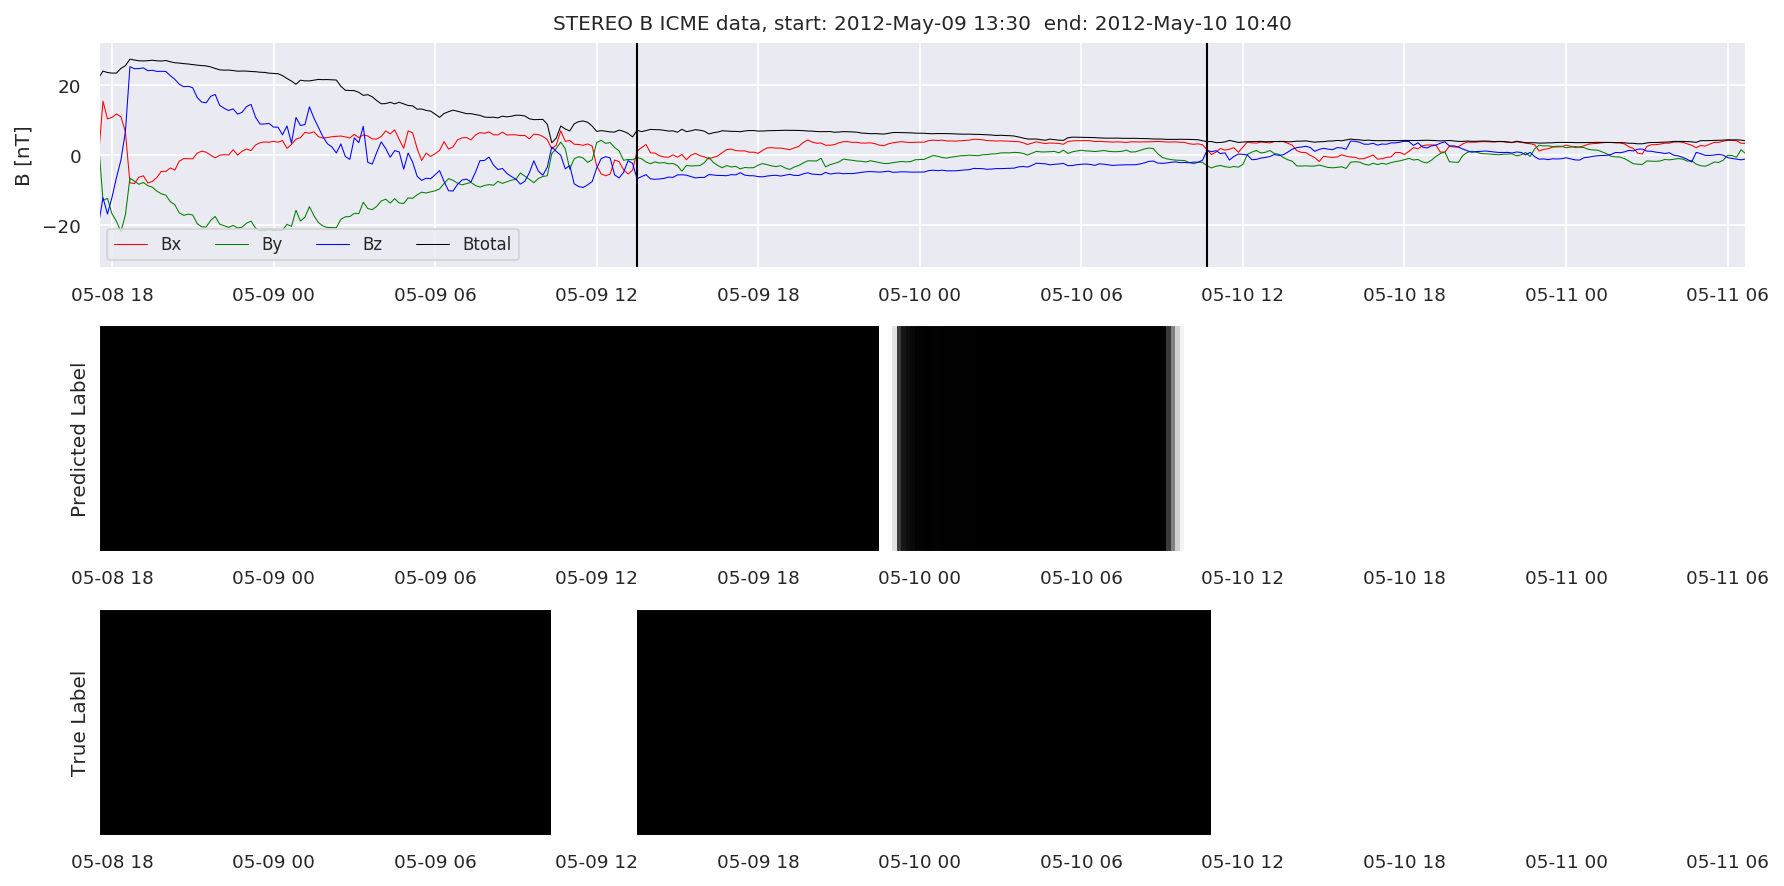 STEREO B ICME data, start: 2012-May-09 13:30  end: 2012-May-10 10:40
B [nT]
20
0
−20
Bx By Bz Btotal
05-08 18 05-09 00 05-09 06 05-09 12 05-09 18 05-10 00 05-10 06 05-10 12 05-10 18 05-11 00 05-11 06
Predicted Label
05-08 18 05-09 00 05-09 06 05-09 12 05-09 18 05-10 00 05-10 06 05-10 12 05-10 18 05-11 00 05-11 06
True Label
05-08 18 05-09 00 05-09 06 05-09 12 05-09 18 05-10 00 05-10 06 05-10 12 05-10 18 05-11 00 05-11 06